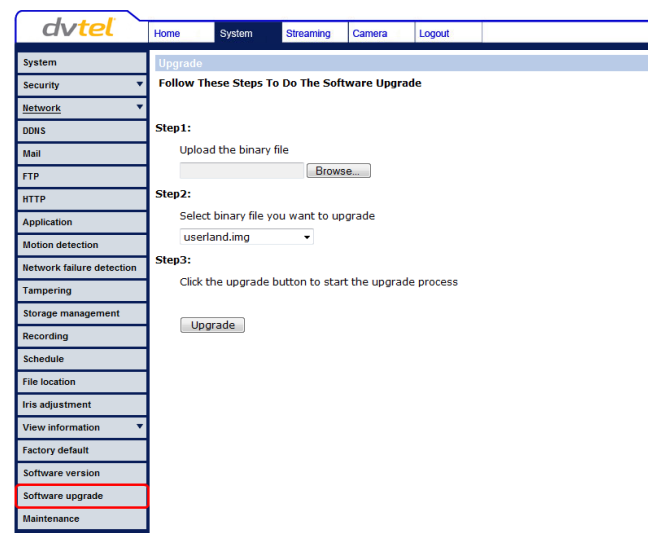 dvtel
Home System Streaming Camera Logout
System
Security
Network
DDNS
Mail
FTP
HTTP
Application
Motion detection
Network failure detection
Tampering
Storage management
Recording
Schedule
File location
Iris adjustment
View information
Factory default
Software version
Software upgrade
Maintenance
Upgrade
Follow These Steps To Do The Software Upgrade
Step1:
Upload the binary file
Browse...
Step2:
Select binary file you want to upgrade
userland.img
Step3:
Click the upgrade button to start the upgrade process
Upgrade